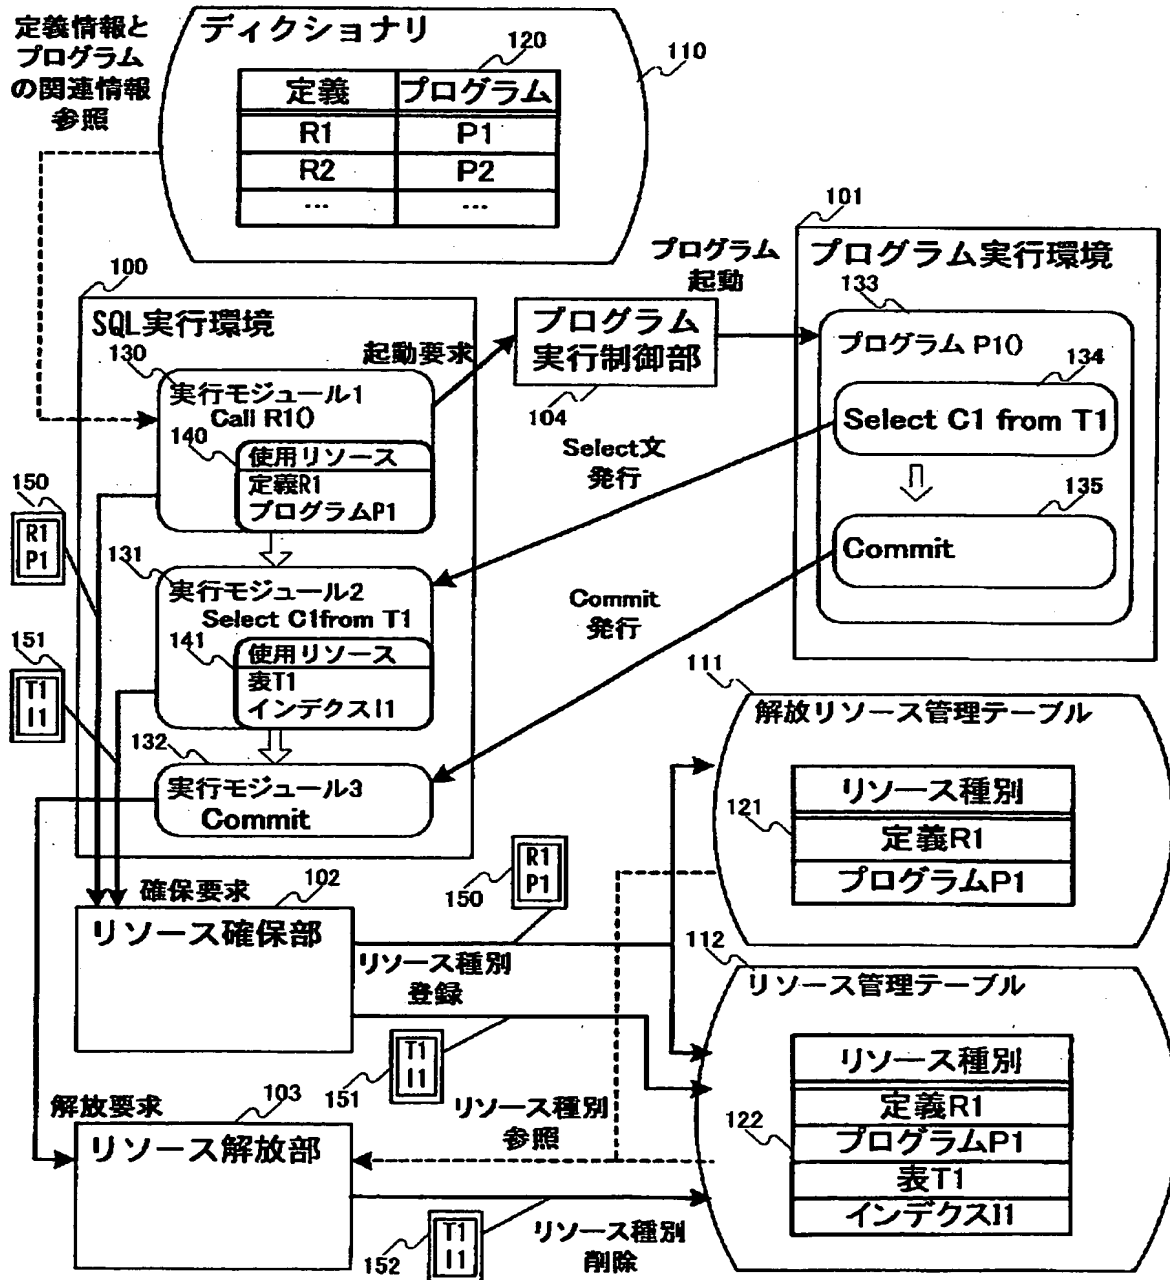 定義情報と
プログラム
の関連情報
参照
ディクショナリ
120
110
定義 プログラム
R1 P1
R2 P2
... ...
100
SQL実行環境
130
実行モジュール1
Call R1()
140
使用リソース
定義R1
プログラムP1
起動要求
プログラム
実行制御部
104
プログラム
起動
101
プログラム実行環境
133
プログラム P1()
134
Select C1 from T1
135
Commit
Select文
発行
Commit
発行
150
R1
P1
131
実行モジュール2
Select C1from T1
141
使用リソース
表T1
インデクスI1
151
T1
I1
132
実行モジュール3
Commit
111
解放リソース管理テーブル
リソース種別
121
定義R1
プログラムP1
確保要求
102
リソース確保部
R1
P1
150
リソース種別
登録
T1
I1
151
112
リソース管理テーブル
リソース種別
定義R1
122
プログラムP1
表T1
インデクスI1
解放要求
103
リソース解放部
リソース種別
参照
152
T1
I1
リソース種別
削除